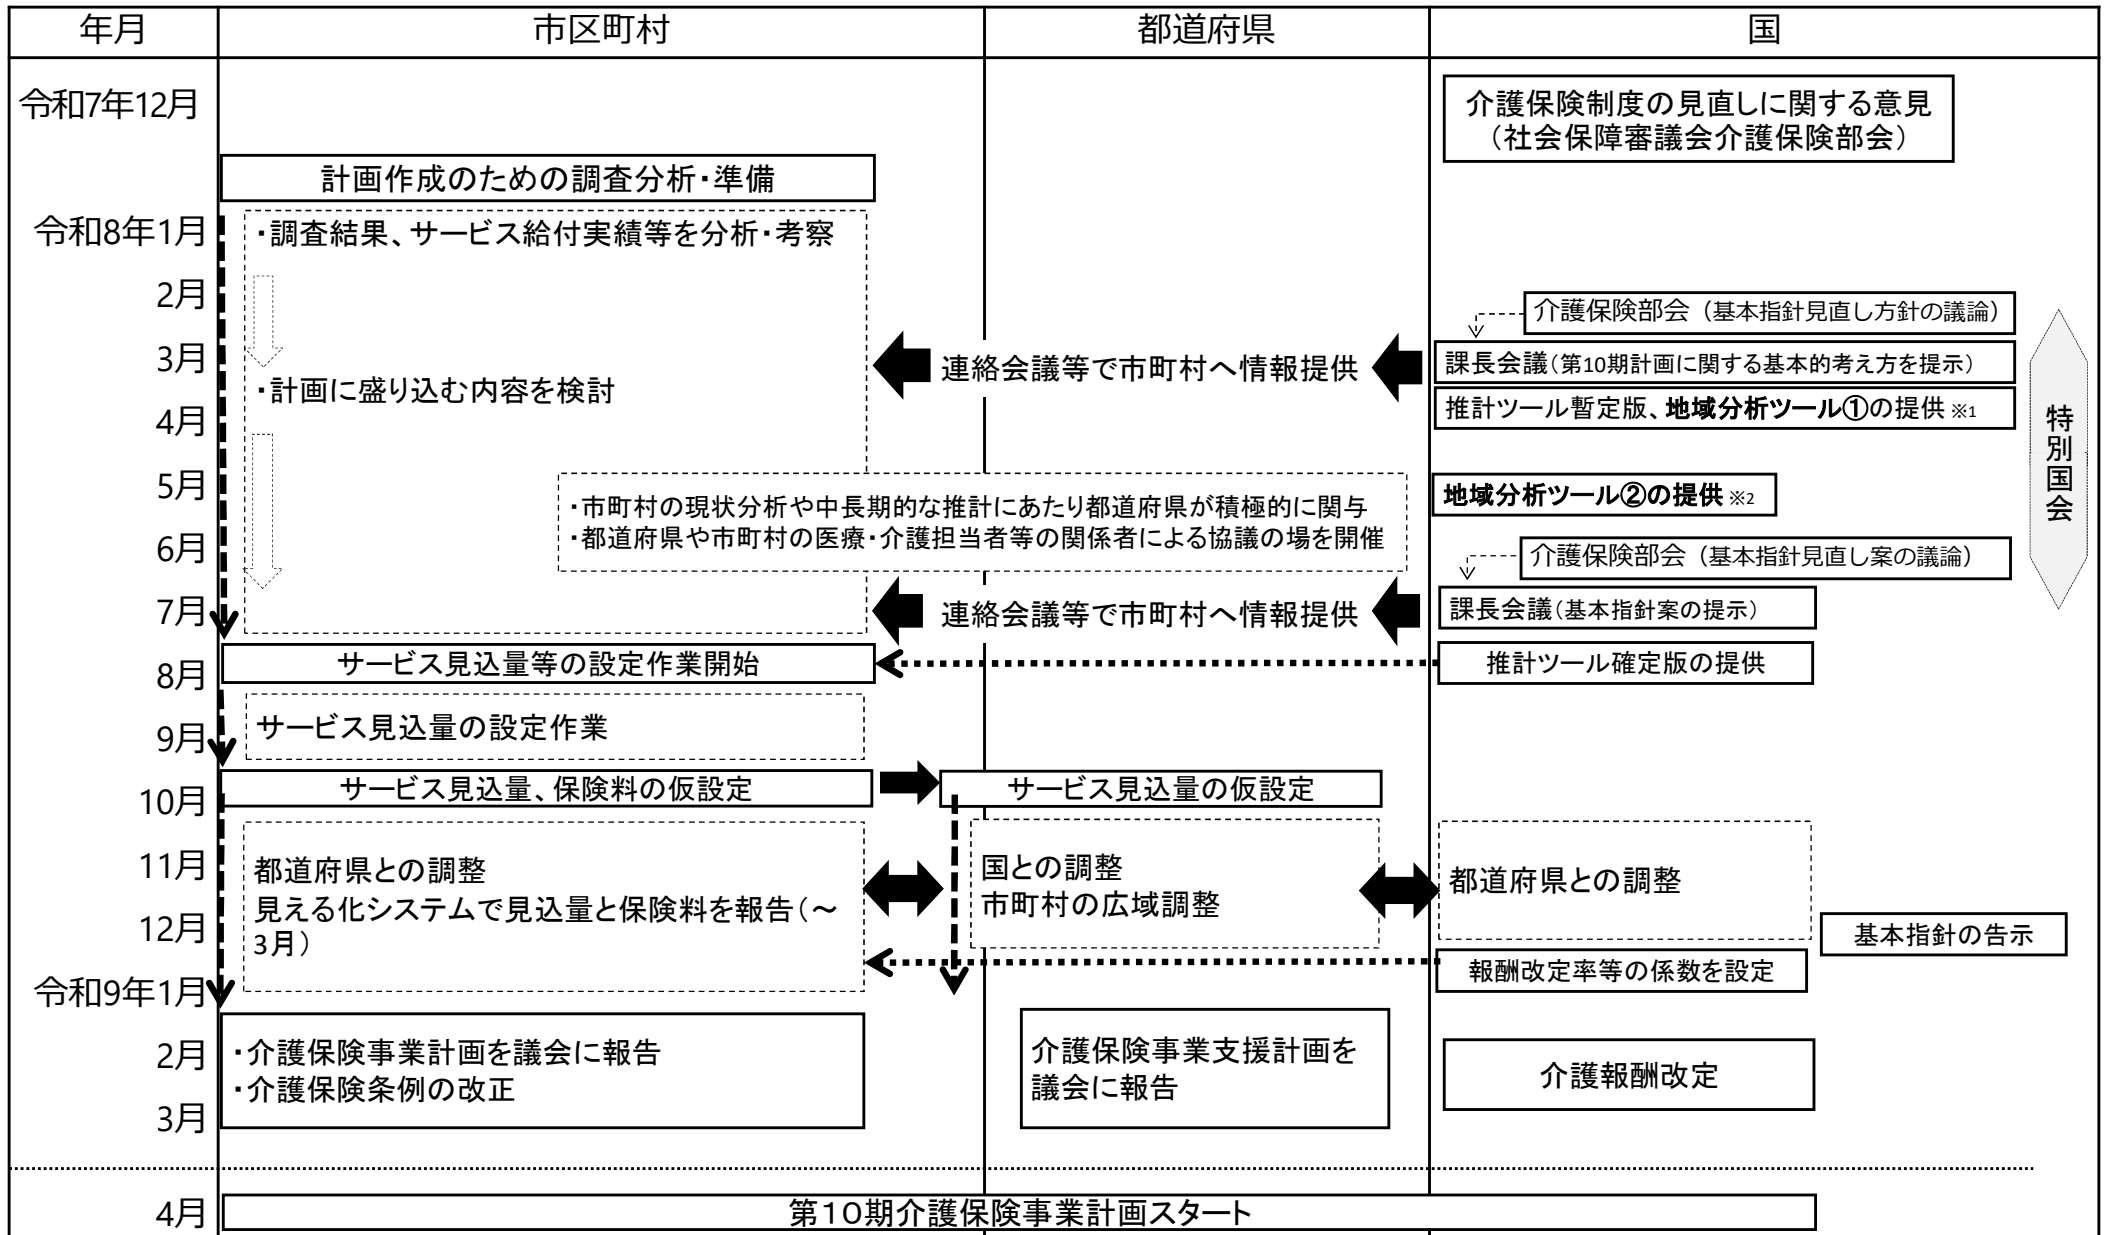 年月
市区町村
都道府県
国
令和7年12月
介護保険制度の見直しに関する意見
（社会保障審議会介護保険部会）
計画作成のための調査分析・準備
令和8年1月
・調査結果、サービス給付実績等を分析・考察
2月
介護保険部会（基本指針見直し方針の議論）
3月
連絡会議等で市町村へ情報提供
課長会議（第10期計画に関する基本的考え方を提示）
・計画に盛り込む内容を検討
4月
推計ツール暫定版、地域分析ツール①の提供 ※1
特別国会
5月
・市町村の現状分析や中長期的な推計にあたり都道府県が積極的に関与
・都道府県や市町村の医療・介護担当者等の関係者による協議の場を開催
地域分析ツール②の提供 ※2
6月
介護保険部会（基本指針見直し案の議論）
7月
連絡会議等で市町村へ情報提供
課長会議（基本指針案の提示）
8月
サービス見込量等の設定作業開始
推計ツール確定版の提供
9月
サービス見込量の設定作業
10月
サービス見込量、保険料の仮設定
サービス見込量の仮設定
11月
都道府県との調整
見える化システムで見込量と保険料を報告（～
3月）
国との調整
市町村の広域調整
都道府県との調整
12月
基本指針の告示
報酬改定率等の係数を設定
令和9年1月
2月
・介護保険事業計画を議会に報告
・介護保険条例の改正
介護保険事業支援計画を
議会に報告
介護報酬改定
3月
4月
第１０期介護保険事業計画スタート